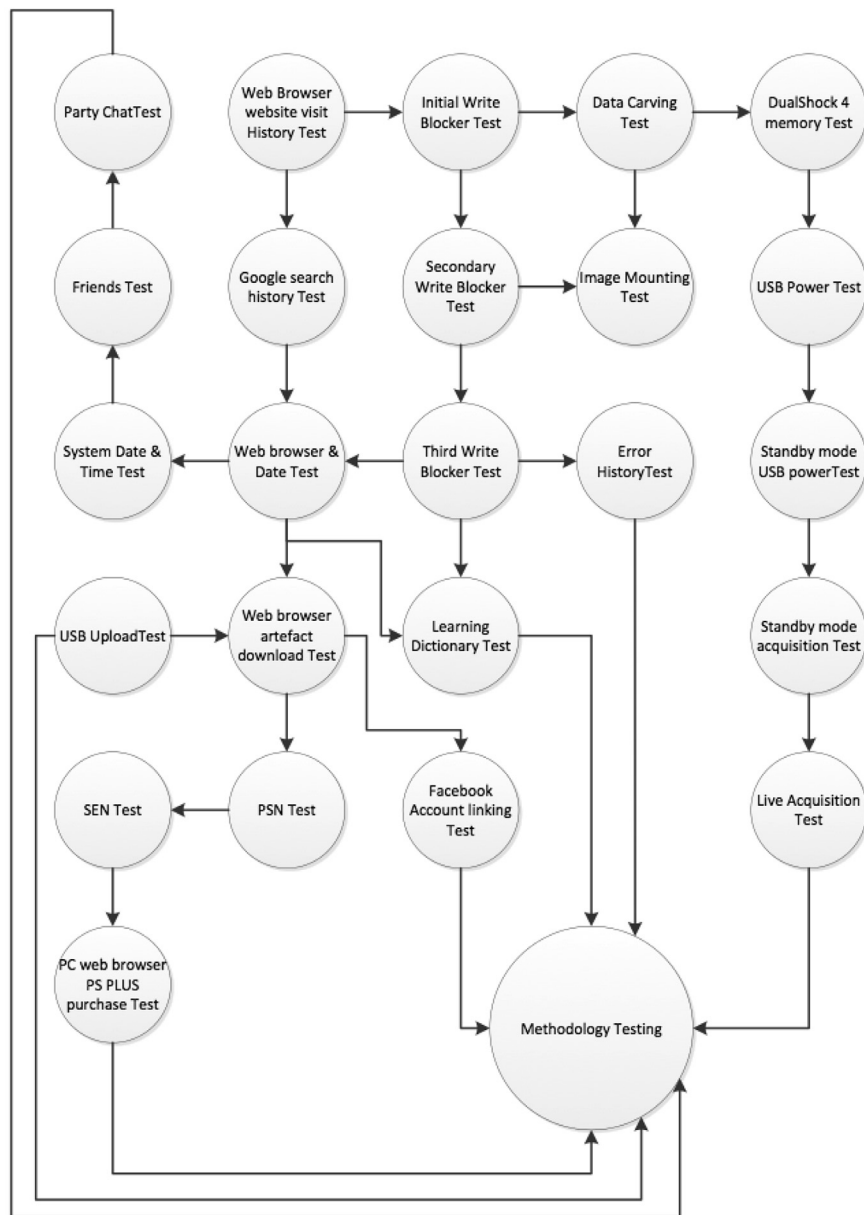 Party ChatTest
Web Browser
website visit
History Test
Initial Write
Blocker Test
Data Carving
Test
DualShock 4
memory Test
Friends Test
Google search
history Test
Secondary
Write Blocker
Test
Image Mounting
Test
USB Power Test
System Date &
Time Test
Web browser &
Date Test
Third Write
Blocker Test
Error
HistoryTest
Standby mode
USB powerTest
USB UploadTest
Web browser
artefact
download Test
Learning
Dictionary Test
Standby mode
acquisition Test
SEN Test
PSN Test
Facebook
Account linking
Test
Live Acquisition
Test
PC web browser
PS PLUS
purchase Test
Methodology Testing